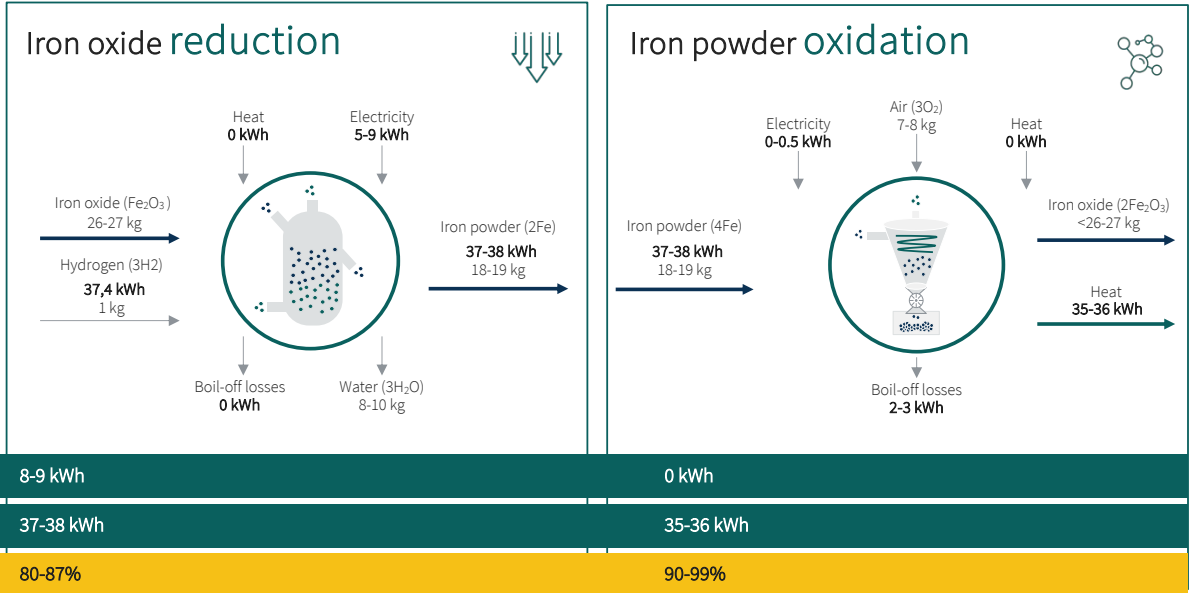 Iron oxide reduction
Heat
0 kWh
Electricity
5-9 kWh
Iron oxide (Fe₂O₃)
26-27 kg
Hydrogen (3H2)
37,4 kWh
1 kg
Iron powder (2Fe)
37-38 kWh
18-19 kg
Boil-off losses
0 kWh
Water (3H₂O)
8-10 kg
Iron powder oxidation
Electricity
0-0.5 kWh
Air (3O₂)
7-8 kg
Heat
0 kWh
Iron powder (4Fe)
37-38 kWh
18-19 kg
Iron oxide (2Fe₂O₃)
<26-27 kg
Heat
35-36 kWh
Boil-off losses
2-3 kWh
8-9 kWh
0 kWh
37-38 kWh
35-36 kWh
80-87%
90-99%